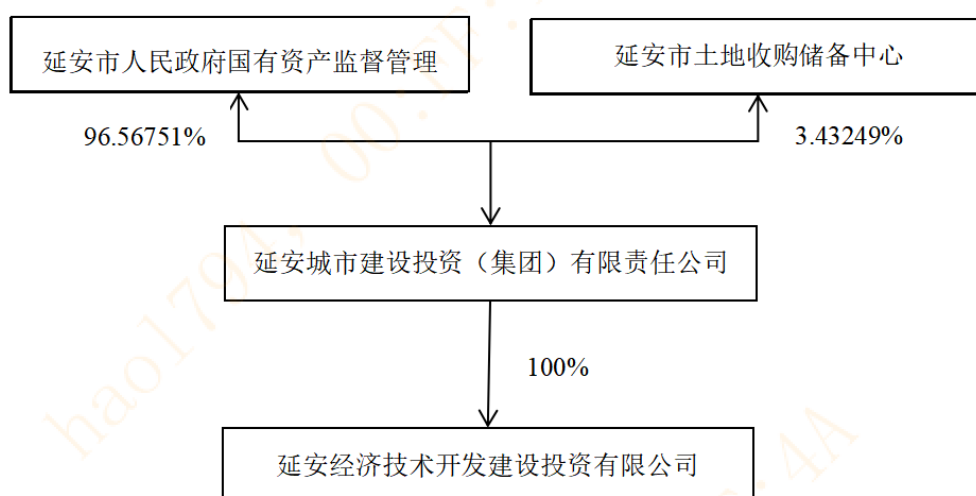 延安市人民政府国有资产监督管理
延安市土地收购储备中心
96.56751%
3.43249%
延安城市建设投资（集团）有限责任公司
100%
延安经济技术开发建设投资有限公司